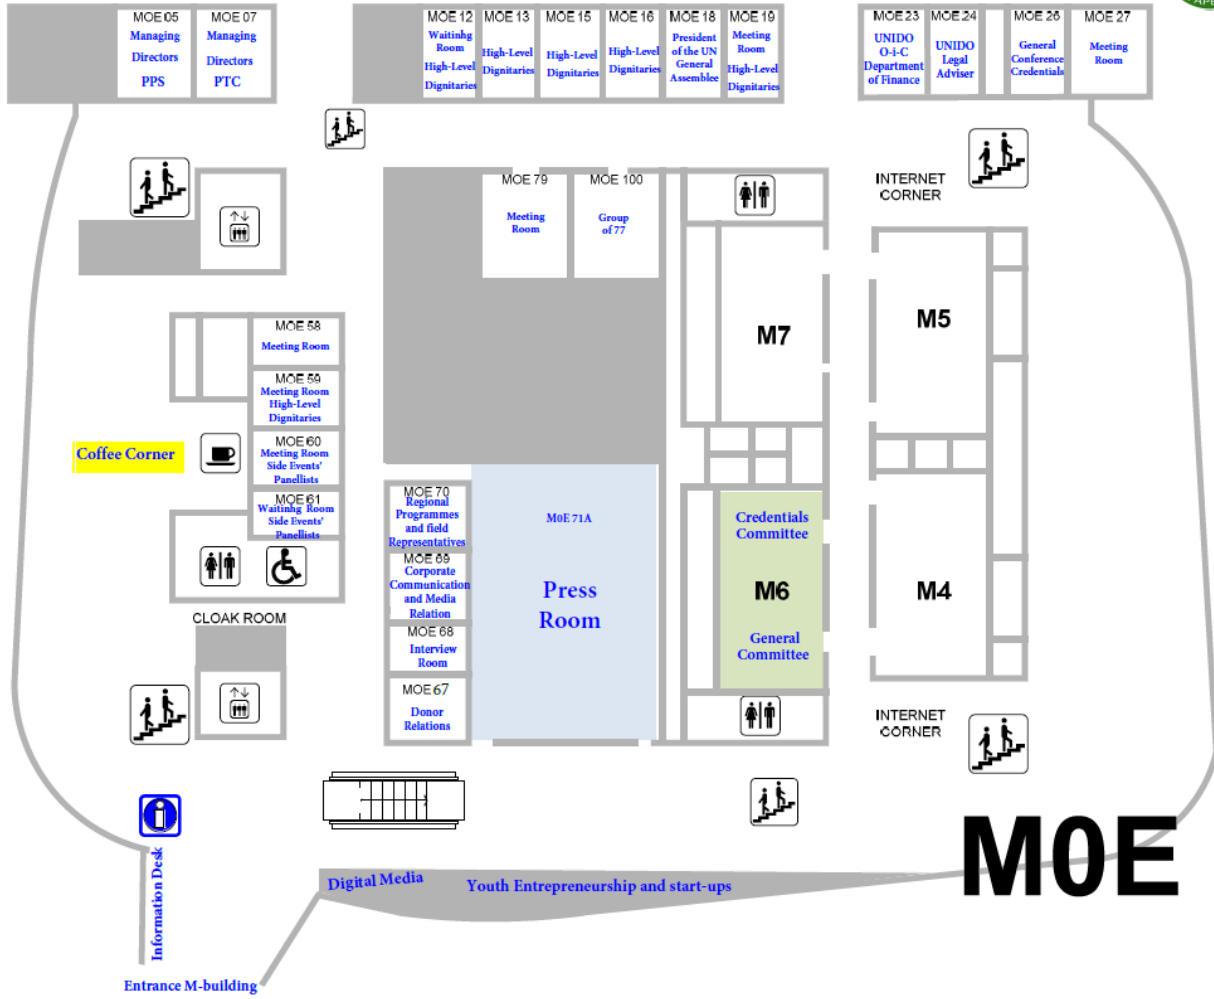 MOE 05
Managing
Directors
PPS
MOE 07
Managing
Directors
PTC
MOE 12
Waitinhg
Room
High-Level
Dignitaries
MOE 13
High-Level
Dignitaries
MOE 15
High-Level
Dignitaries
MOE 16
High-Level
Dignitaries
MOE 18
President
of the UN
General
Assemblee
MOE 19
Meeting
Room
High-Level
Dignitaries
MOE 23
UNIDO
O-i-C
Department
of Finance
MOE 24
UNIDO
Legal
Adviser
MOE 26
General
Conference
Credentials
MOE 27
Meeting
Room
INTERNET
CORNER
MOE 79
Meeting
Room
MOE 100
Group
of 77
M7
M5
MOE 58
Meeting Room
MOE 59
Meeting Room
High-Level
Dignitaries
Coffee Corner
MOE 60
Meeting Room
Side Events'
Panellists
MOE 61
Waitinhg Room
Side Events'
Panellists
CLOAK ROOM
MOE 70
Regional
Programmes
and field
Representatives
MOE 69
Corporate
Communication
and Media
Relation
MOE 68
Interview
Room
MOE 67
Donor
Relations
M0E 71A
Press
Room
Credentials
Committee
M6
General
Committee
M4
INTERNET
CORNER
Information Desk
Digital Media
Youth Entrepreneurship and start-ups
M0E
Entrance M-building